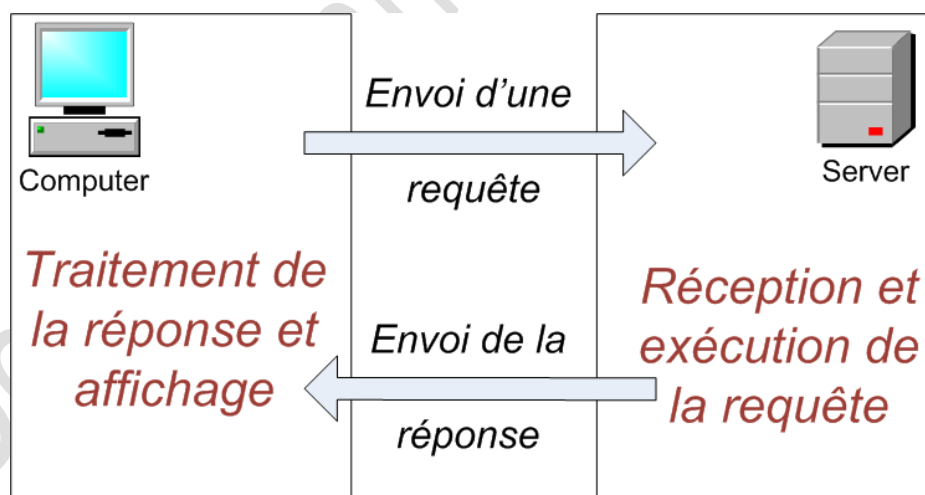 Computer
Envoi d'une
requête
Server
Traitement de
la réponse et
affichage
Envoi de la
réponse
Réception et
exécution de
la requête